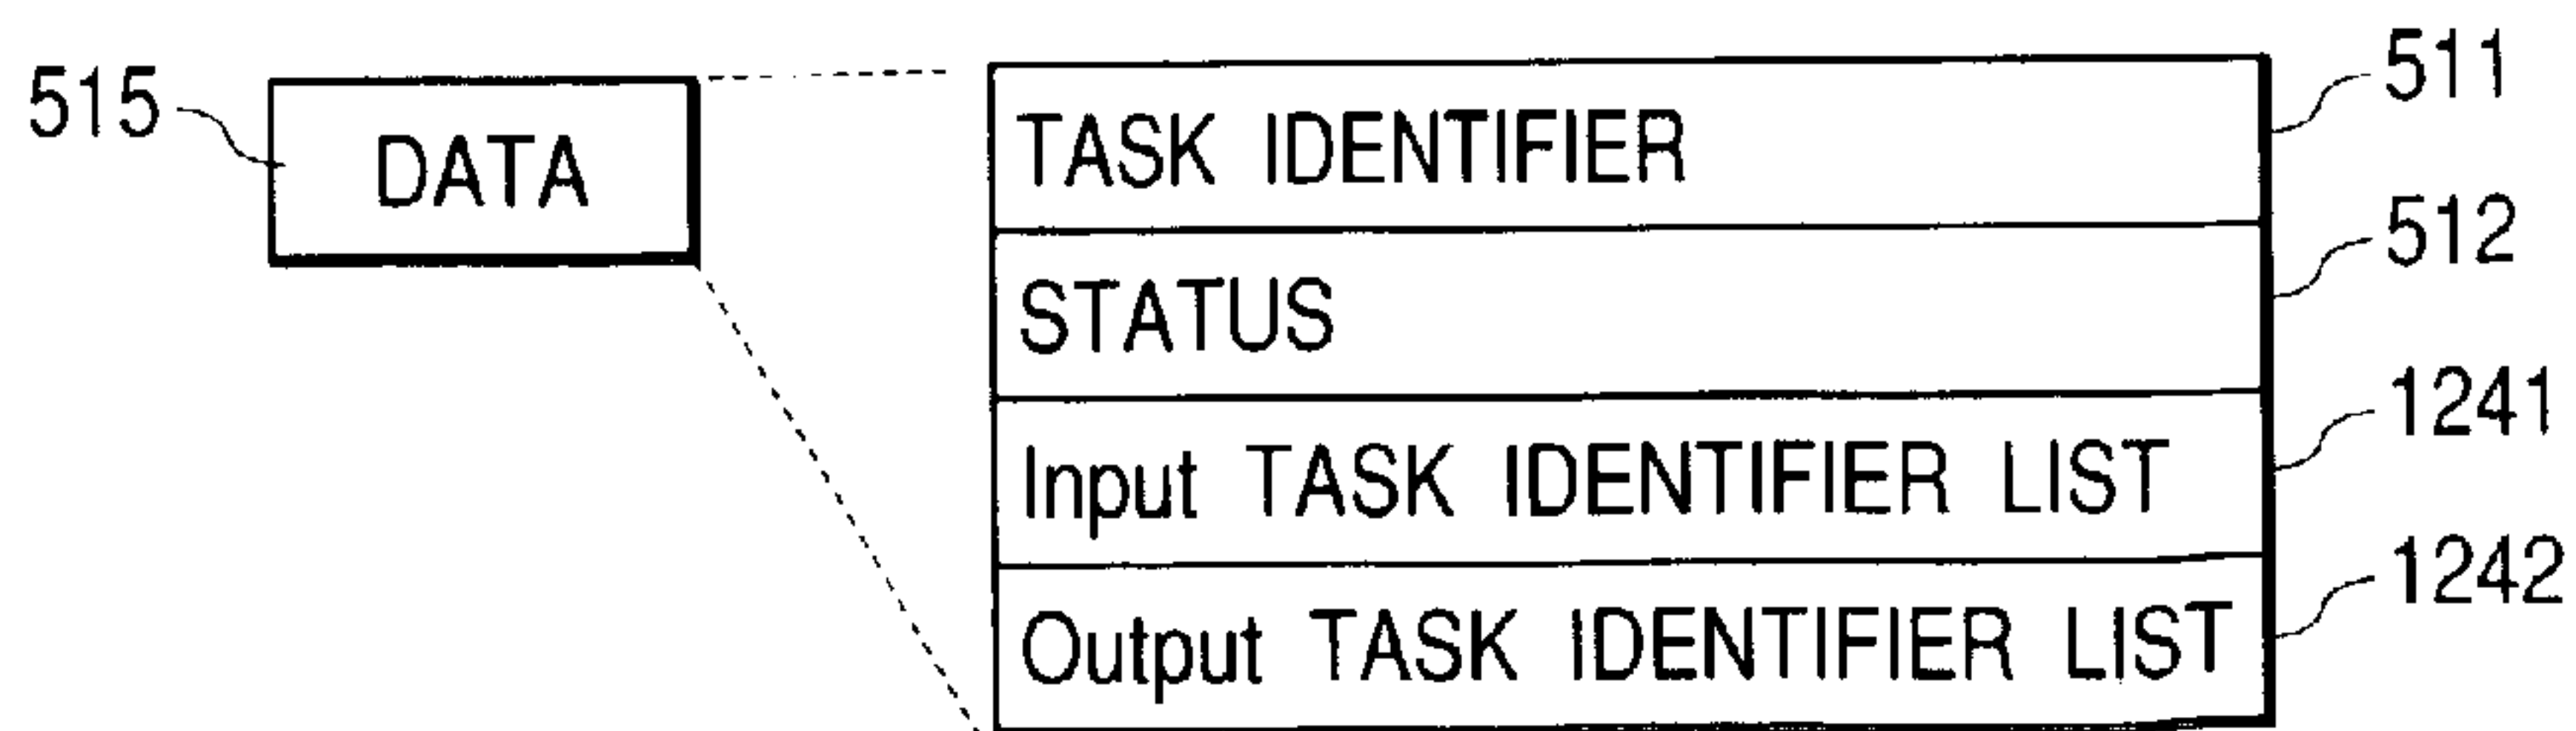 515
DATA
TASK IDENTIFIER
511
STATUS
512
Input TASK IDENTIFIER LIST
1241
Output TASK IDENTIFIER LIST
1242